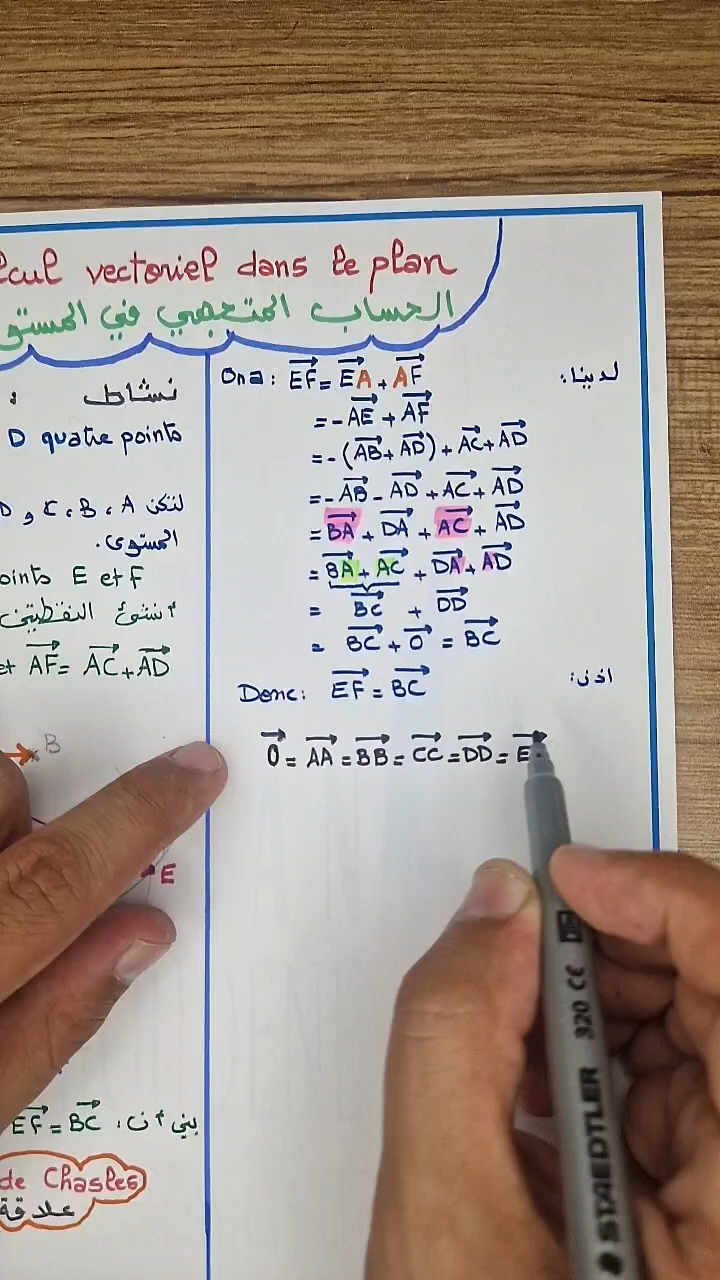 lcul vectoriel dans le plan
الحساب المتجهي في المستو
نشاط :
D quatre points
لتكن A ، B ، C و D
المستوى.
oints E et F
أنشئ النقطتين
et AF⃗ = AC⃗ + AD⃗
B
E
EF⃗ = BC⃗ بين أن:
de Chasles
علاقة
On a : EF⃗ = EA⃗ + AF⃗ لدينا:
= - AE⃗ + AF⃗
= - (AB⃗ + AD⃗) + AC⃗ + AD⃗
= - AB⃗ - AD⃗ + AC⃗ + AD⃗
= BA⃗ + DA⃗ + AC⃗ + AD⃗
= BA⃗ + AC⃗ + DA⃗ + AD⃗
= BC⃗ + DD⃗
= BC⃗ + 0⃗ = BC⃗
Donc : EF⃗ = BC⃗ اذن:
0⃗ = AA⃗ = BB⃗ = CC⃗ = DD⃗ = E
STAEDTLER
320 CE